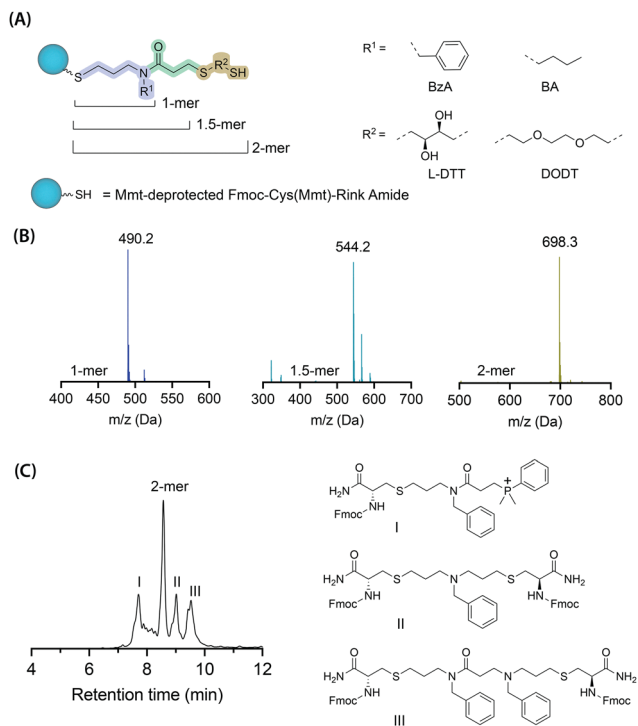 (A)
O
S N S R² SH
R¹
1-mer
1.5-mer
2-mer
R¹ =
BzA BA
R² =
OH
OH
O
O
L-DTT DODT
SH = Mmt-deprotected Fmoc-Cys(Mmt)-Rink Amide
(B)
490.2
544.2
698.3
1-mer
1.5-mer
2-mer
400 450 500 550 600
300 400 500 600 700
500 600 700 800
m/z (Da)
m/z (Da)
m/z (Da)
(C)
2-mer
I
II
III
4 6 8 10 12
Retention time (min)
O O
H₂N S N P +
Fmoc HN
I
O O
H₂N S N S NH₂
Fmoc HN HN Fmoc
II
O O O
H₂N S N N S NH₂
Fmoc HN HN Fmoc
III